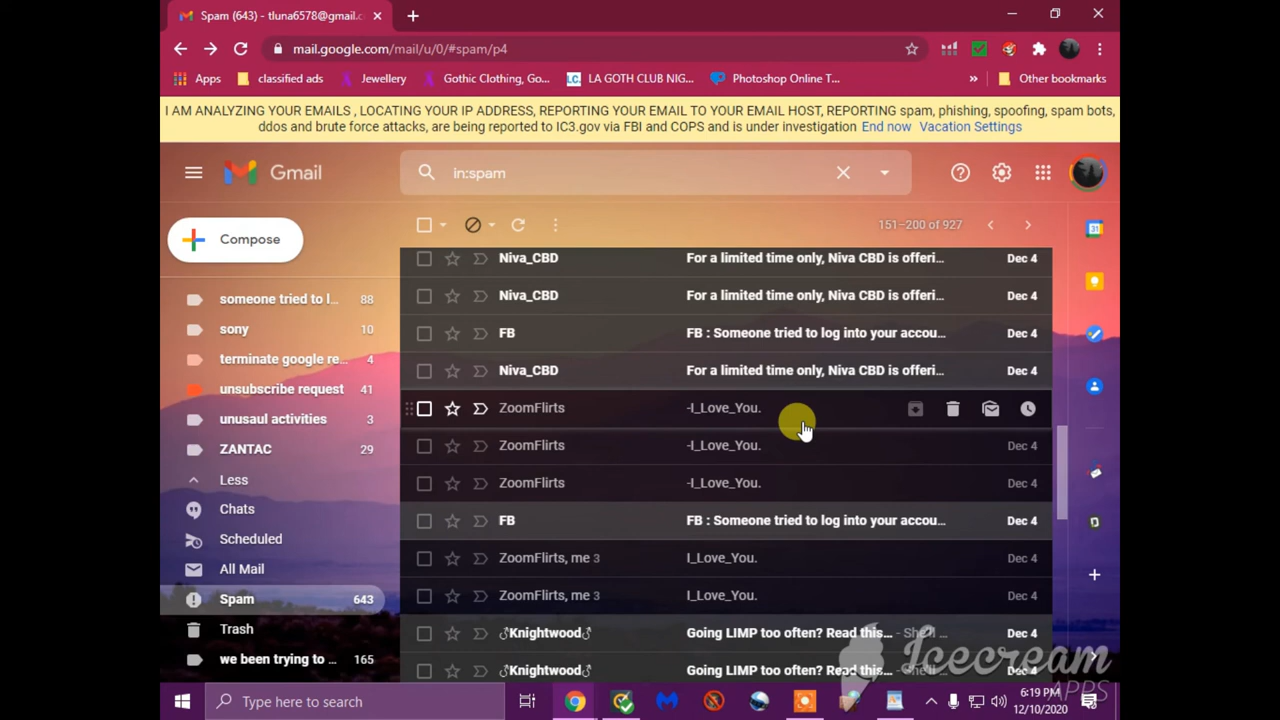 Spam (643) - tluna6578@gmail.c
mail.google.com/mail/u/0/#spam/p4
Apps classified ads Jewellery Gothic Clothing, Go... LC LA GOTH CLUB NIG... Photoshop Online T... » Other bookmarks
I AM ANALYZING YOUR EMAILS , LOCATING YOUR IP ADDRESS, REPORTING YOUR EMAIL TO YOUR EMAIL HOST, REPORTING spam, phishing, spoofing, spam bots,
ddos and brute force attacks, are being reported to IC3.gov via FBI and COPS and is under investigation End now Vacation Settings
Gmail
in:spam
151–200 of 927
Compose
someone tried to l... 88
sony 10
terminate google re... 4
unsubscribe request 41
unsaul activities 3
ZANTAC 29
Less
Chats
Scheduled
All Mail
Spam 643
Trash
we been trying to ... 165
Niva_CBD For a limited time only, Niva CBD is offeri... Dec 4
Niva_CBD For a limited time only, Niva CBD is offeri... Dec 4
FB FB : Someone tried to log into your accou... Dec 4
Niva_CBD For a limited time only, Niva CBD is offeri... Dec 4
ZoomFlirts -I_Love_You.
ZoomFlirts -I_Love_You. Dec 4
ZoomFlirts -I_Love_You. Dec 4
FB FB : Someone tried to log into your accou... Dec 4
ZoomFlirts, me 3 I_Love_You. Dec 4
ZoomFlirts, me 3 I_Love_You. Dec 4
♂Knightwood♂ Going LIMP too often? Read this... - She'll ... Dec 4
♂Knightwood♂ Going LIMP too often? Read this... - She'll ... Dec 4
Icecream
APPS
Type here to search
6:19 PM
12/10/2020